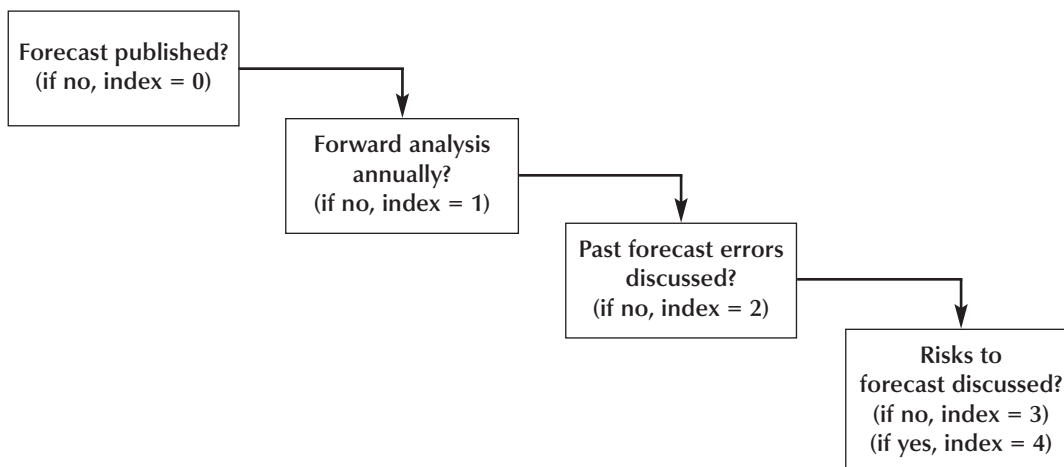 Forecast published?
(if no, index = 0)
Forward analysis
annually?
(if no, index = 1)
Past forecast errors
discussed?
(if no, index = 2)
Risks to
forecast discussed?
(if no, index = 3)
(if yes, index = 4)